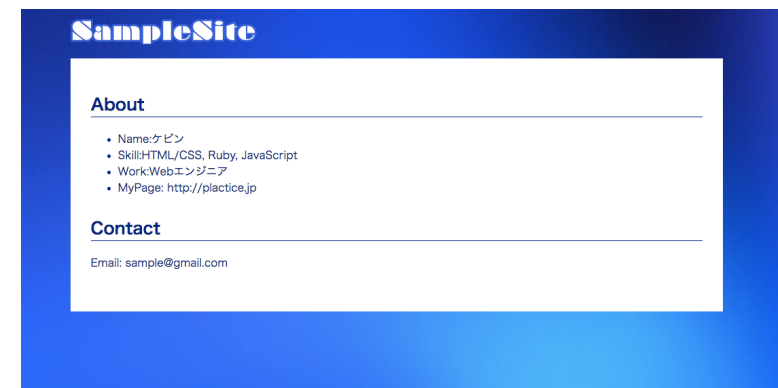 SampleSite
About
Name:ケビン
Skill:HTML/CSS, Ruby, JavaScript
Work:Webエンジニア
MyPage: http://plactice.jp
Contact
Email: sample@gmail.com